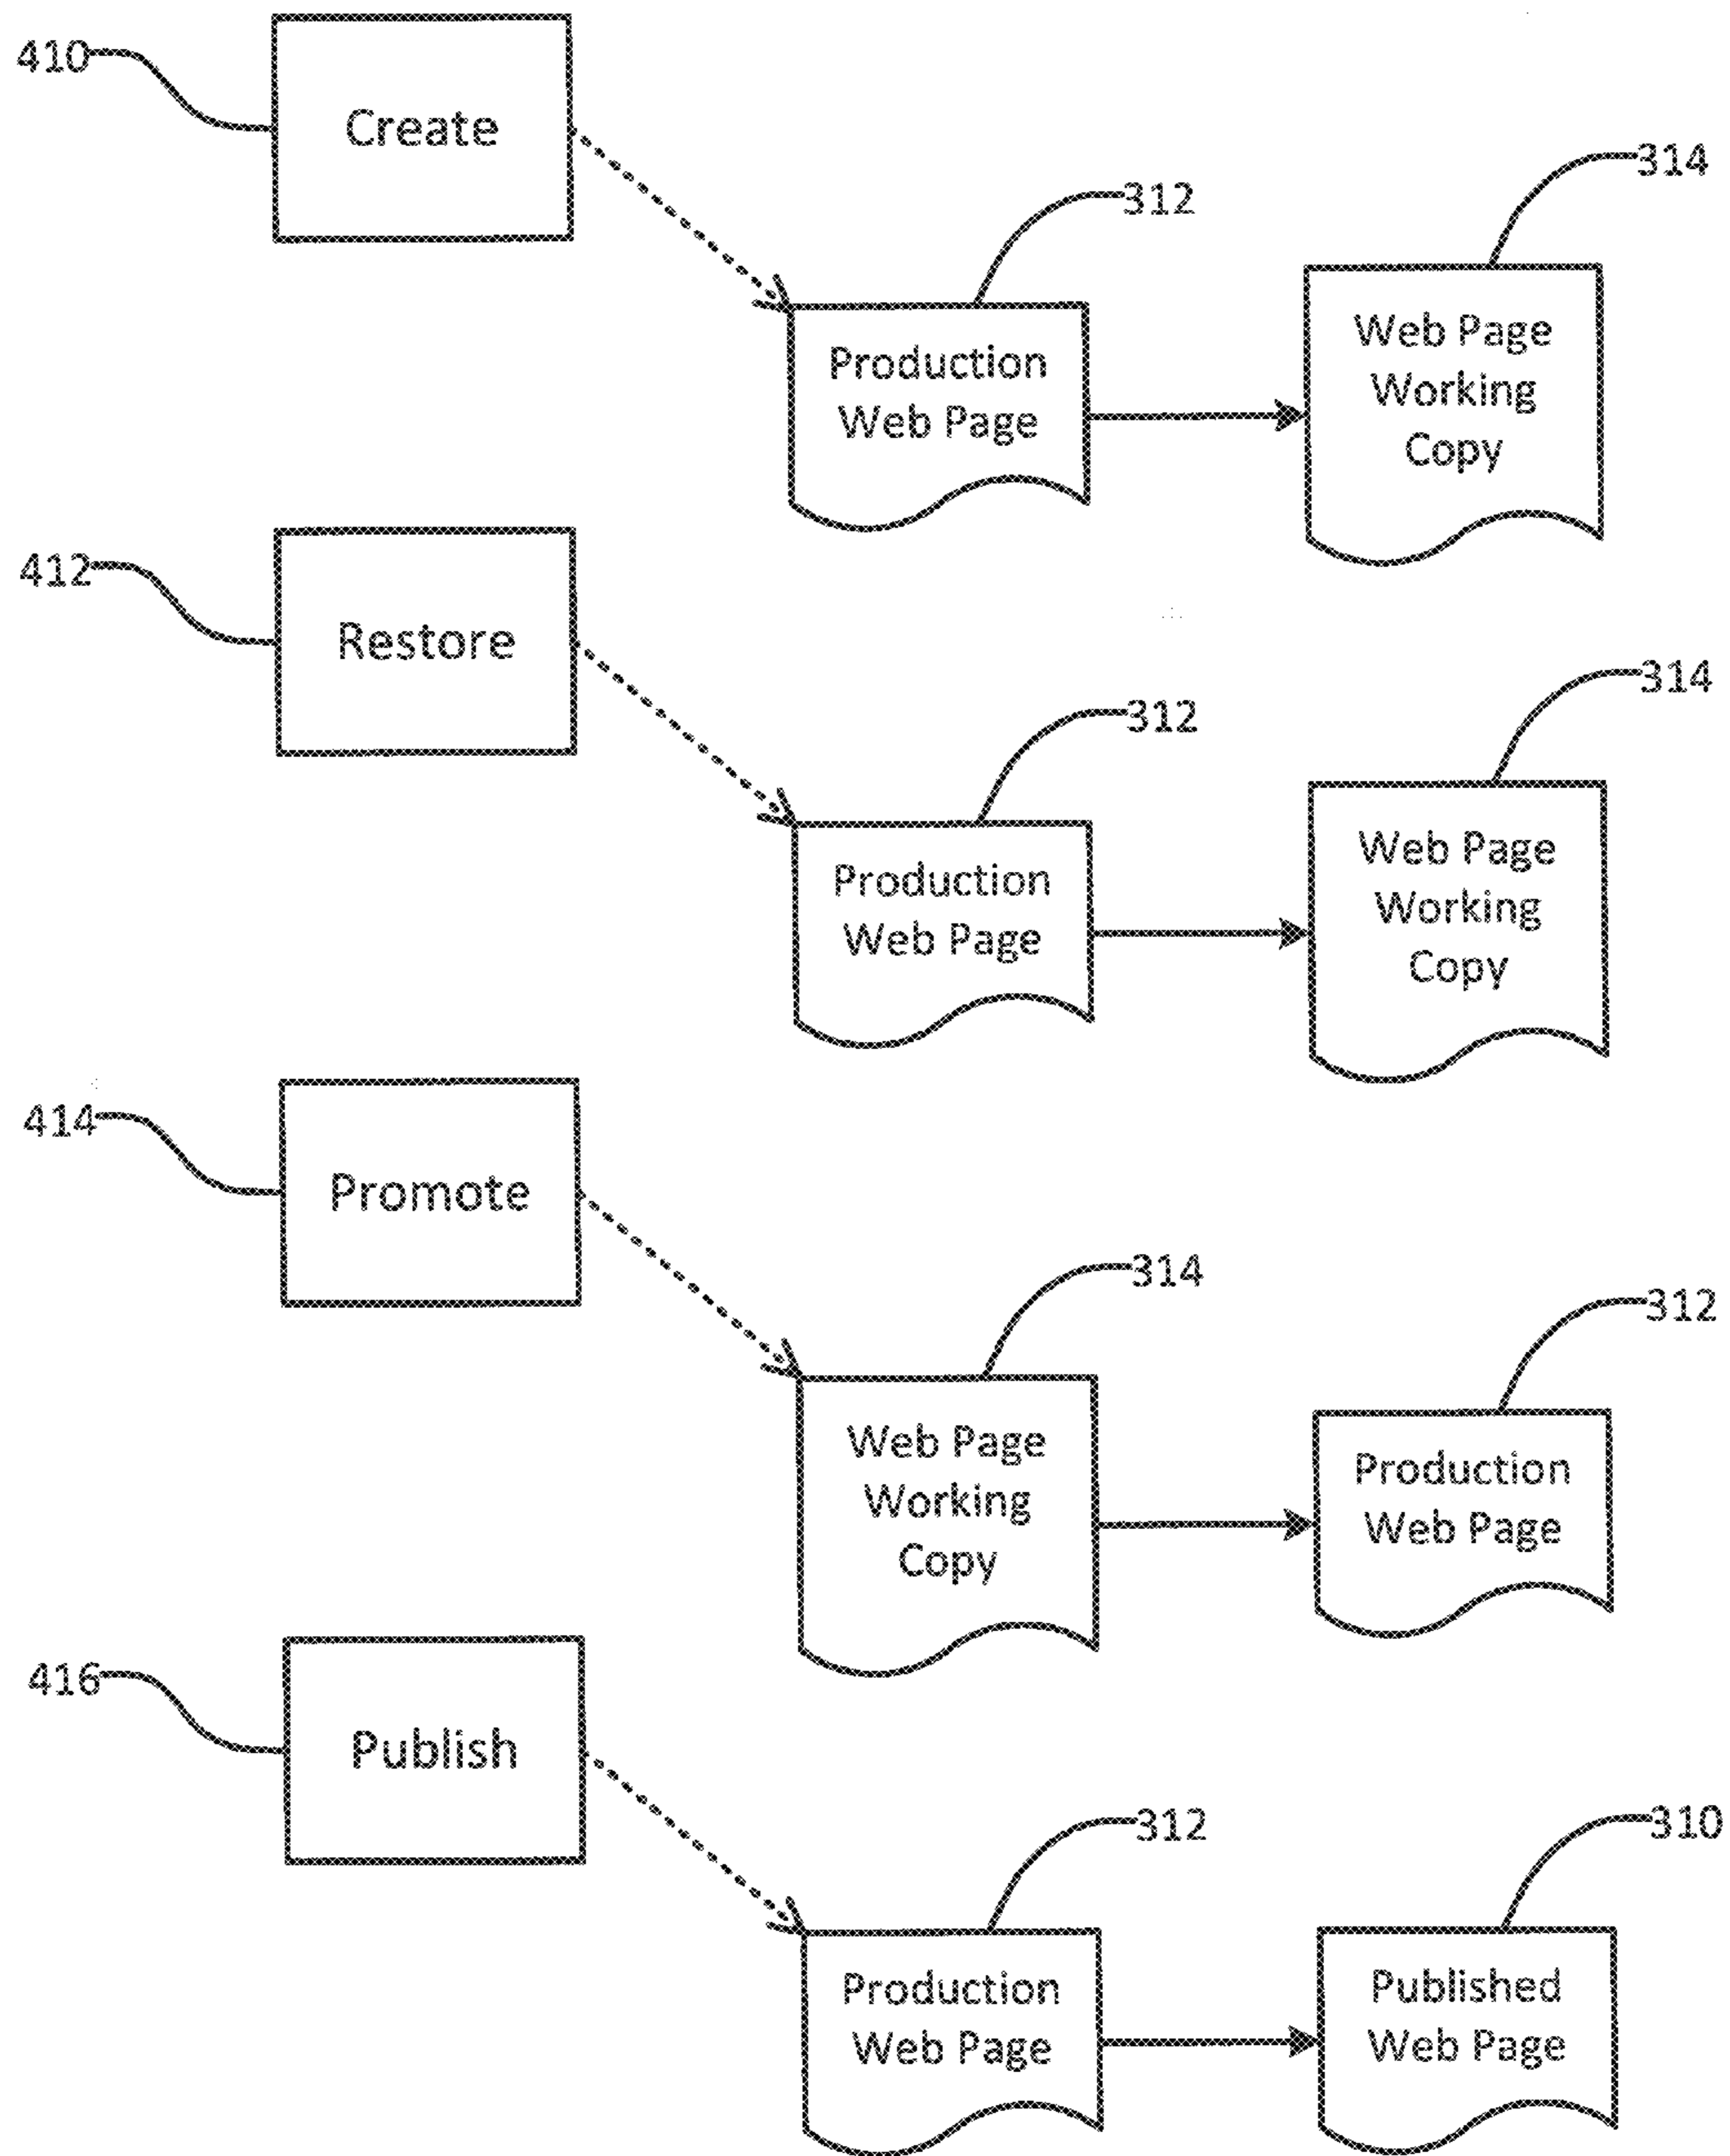 410
Create
312
314
Production
Web Page
Web Page
Working
Copy
412
Restore
312
314
Production
Web Page
Web Page
Working
Copy
414
Promote
314
312
Web Page
Working
Copy
Production
Web Page
416
Publish
312
310
Production
Web Page
Published
Web Page